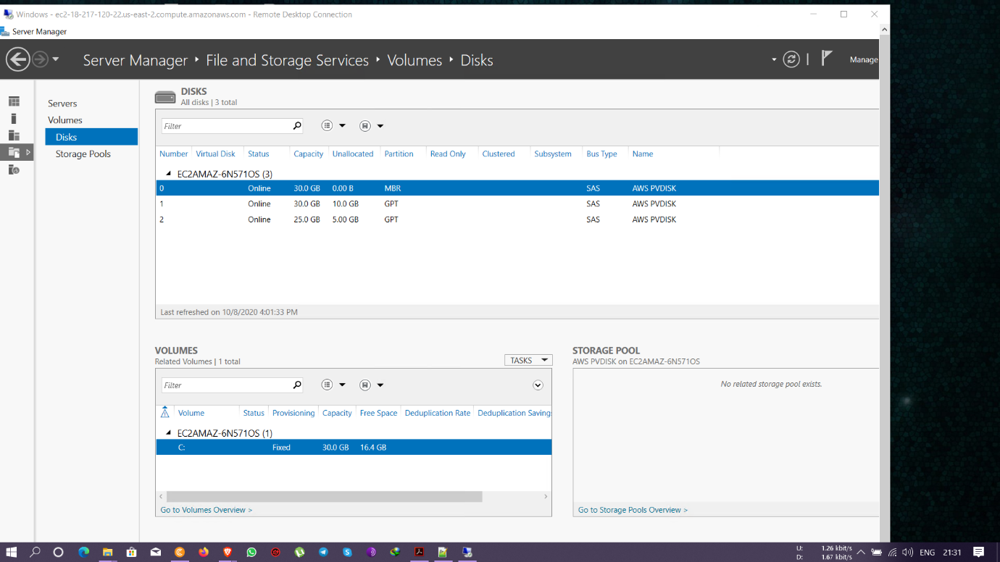 Windows - ec2-18-217-120-22.us-east-2.compute.amazonaws.com - Remote Desktop Connection
Server Manager
Server Manager ‣ File and Storage Services ‣ Volumes ‣ Disks
Manage
Servers
Volumes
Disks
Storage Pools
DISKS
All disks | 3 total
Filter
Number Virtual Disk Status Capacity Unallocated Partition Read Only Clustered Subsystem Bus Type Name
EC2AMAZ-6N571OS (3)
0 Online 30.0 GB 0.00 B MBR SAS AWS PVDISK
1 Online 30.0 GB 10.0 GB GPT SAS AWS PVDISK
2 Online 25.0 GB 5.00 GB GPT SAS AWS PVDISK
Last refreshed on 10/8/2020 4:01:33 PM
VOLUMES
Related Volumes | 1 total
TASKS
Filter
Volume Status Provisioning Capacity Free Space Deduplication Rate Deduplication Saving
EC2AMAZ-6N571OS (1)
C: Fixed 30.0 GB 16.4 GB
Go to Volumes Overview >
STORAGE POOL
AWS PVDISK on EC2AMAZ-6N571OS
No related storage pool exists.
Go to Storage Pools Overview >
U: 1.26 kbit/s
D: 1.67 kbit/s
ENG 21:31